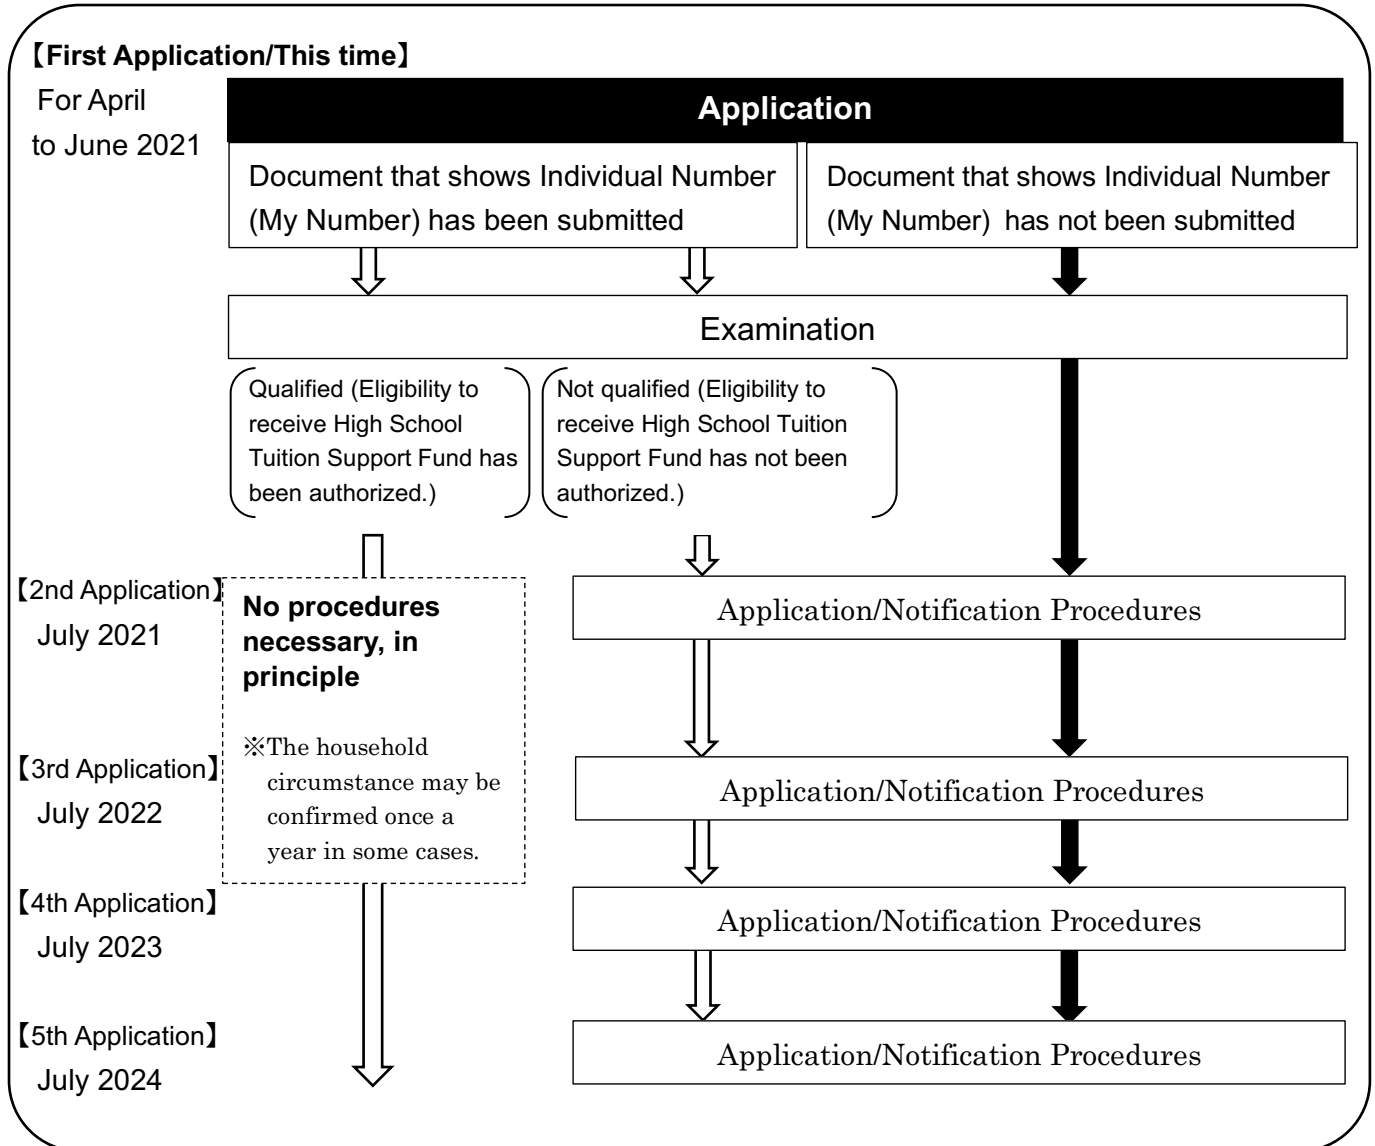 【First Application/This time】
For April
to June 2021
Application
Document that shows Individual Number
(My Number) has been submitted
Document that shows Individual Number
(My Number) has not been submitted
Examination
Qualified (Eligibility to
receive High School
Tuition Support Fund has
been authorized.)
Not qualified (Eligibility to
receive High School Tuition
Support Fund has not been
authorized.)
【2nd Application】
July 2021
No procedures
necessary, in
principle
※The household
circumstance may be
confirmed once a
year in some cases.
Application/Notification Procedures
【3rd Application】
July 2022
Application/Notification Procedures
【4th Application】
July 2023
Application/Notification Procedures
【5th Application】
July 2024
Application/Notification Procedures